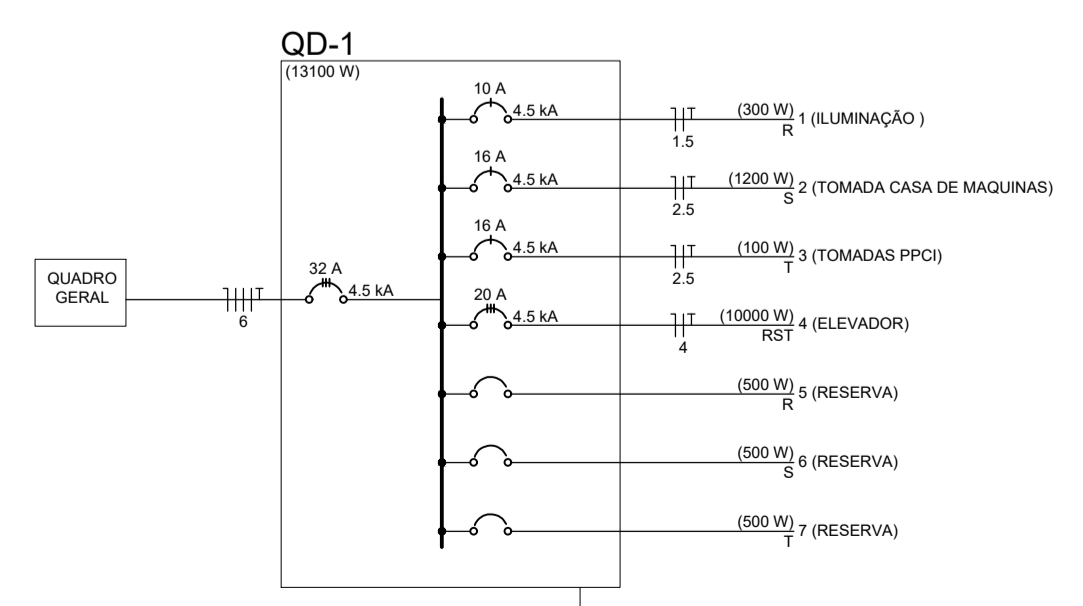 QD-1
(13100 W)
10 A
4.5 kA
T
1.5
(300 W)
R
1 (ILUMINAÇÃO )
16 A
4.5 kA
T
2.5
(1200 W)
S
2 (TOMADA CASA DE MAQUINAS)
16 A
4.5 kA
T
2.5
(100 W)
T
3 (TOMADAS PPCI)
QUADRO
GERAL
T
6
32 A
4.5 kA
20 A
4.5 kA
T
4
(10000 W)
RST
4 (ELEVADOR)
(500 W)
R
5 (RESERVA)
(500 W)
S
6 (RESERVA)
(500 W)
T
7 (RESERVA)